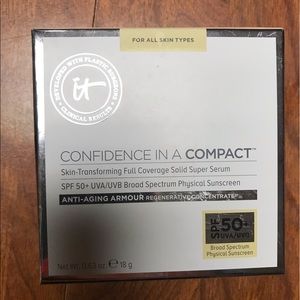 FOR ALL SKIN TYPES
DEVELOPED WITH PLASTIC SURGEONS
it
CLINICAL RESULTS
CONFIDENCE IN A COMPACT™
Skin-Transforming Full Coverage Solid Super Serum
SPF 50+ UVA/UVB Broad Spectrum Physical Sunscreen
ANTI-AGING ARMOUR REGENERATIVE CONCENTRATE™
SPF 50+
UVA/UVB
Broad Spectrum
Physical Sunscreen
Net Wt. 0.63 oz. ℮ 18 g